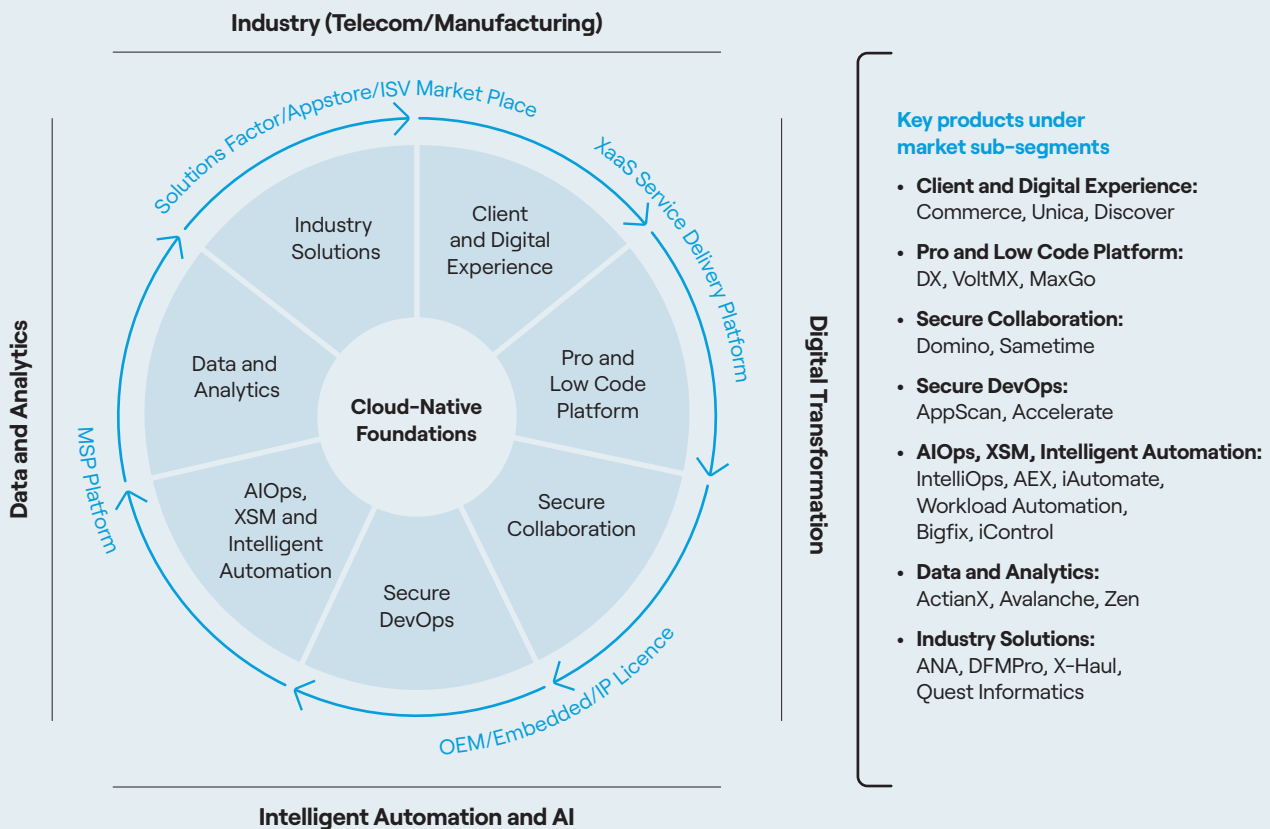 Industry (Telecom/Manufacturing)
Solutions Factor/Appstore/ISV Market Place
XaaS Service Delivery Platform
OEM/Embedded/IP Licence
MSP Platform
Data and Analytics
Digital Transformation
Intelligent Automation and AI
Industry
Solutions
Client
and Digital
Experience
Pro and
Low Code
Platform
Secure
Collaboration
Secure
DevOps
AIOps,
XSM and
Intelligent
Automation
Data and
Analytics
Cloud-Native
Foundations
Key products under
market sub-segments
• Client and Digital Experience:
Commerce, Unica, Discover
• Pro and Low Code Platform:
DX, VoltMX, MaxGo
• Secure Collaboration:
Domino, Sametime
• Secure DevOps:
AppScan, Accelerate
• AIOps, XSM, Intelligent Automation:
IntelliOps, AEX, iAutomate,
Workload Automation,
Bigfix, iControl
• Data and Analytics:
ActianX, Avalanche, Zen
• Industry Solutions:
ANA, DFMPro, X-Haul,
Quest Informatics